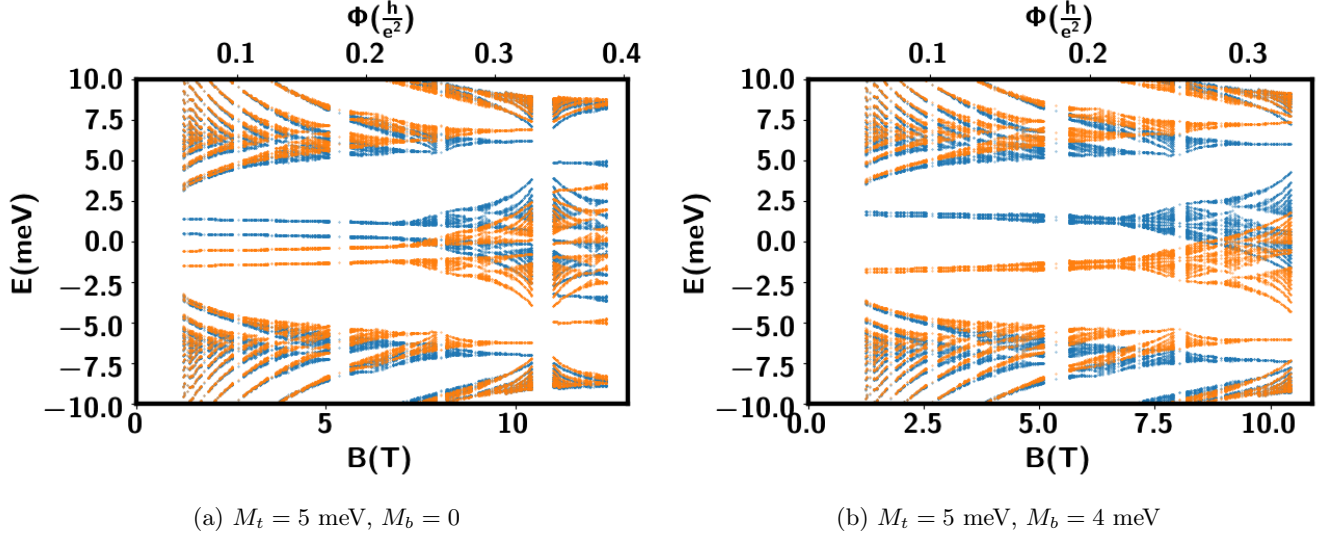 Φ(h/e²)
0.1 0.2 0.3 0.4
10.0
7.5
5.0
2.5
0.0
−2.5
−5.0
−7.5
−10.0
E(meV)
0 5 10
B(T)
(a) M_t = 5 meV, M_b = 0
Φ(h/e²)
0.1 0.2 0.3
10.0
7.5
5.0
2.5
0.0
−2.5
−5.0
−7.5
−10.0
E(meV)
0.0 2.5 5.0 7.5 10.0
B(T)
(b) M_t = 5 meV, M_b = 4 meV